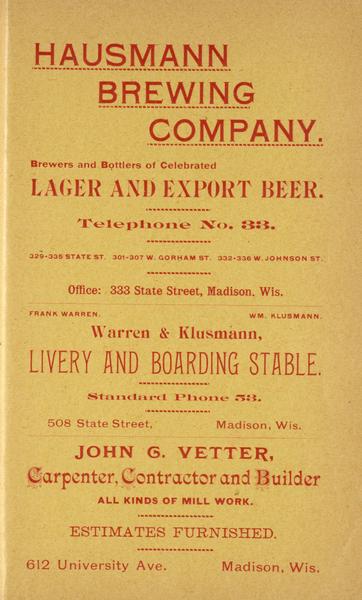 HAUSMANN
BREWING
COMPANY.
Brewers and Bottlers of Celebrated
LAGER AND EXPORT BEER.
Telephone No. 33.
329-335 STATE ST. 301-307 W. GORHAM ST. 332-336 W. JOHNSON ST.
Office: 333 State Street, Madison, Wis.
FRANK WARREN. WM. KLUSMANN.
Warren & Klusmann,
LIVERY AND BOARDING STABLE.
Standard Phone 53.
508 State Street, Madison, Wis.
JOHN G. VETTER,
Carpenter, Contractor and Builder
ALL KINDS OF MILL WORK.
ESTIMATES FURNISHED.
612 University Ave. Madison, Wis.